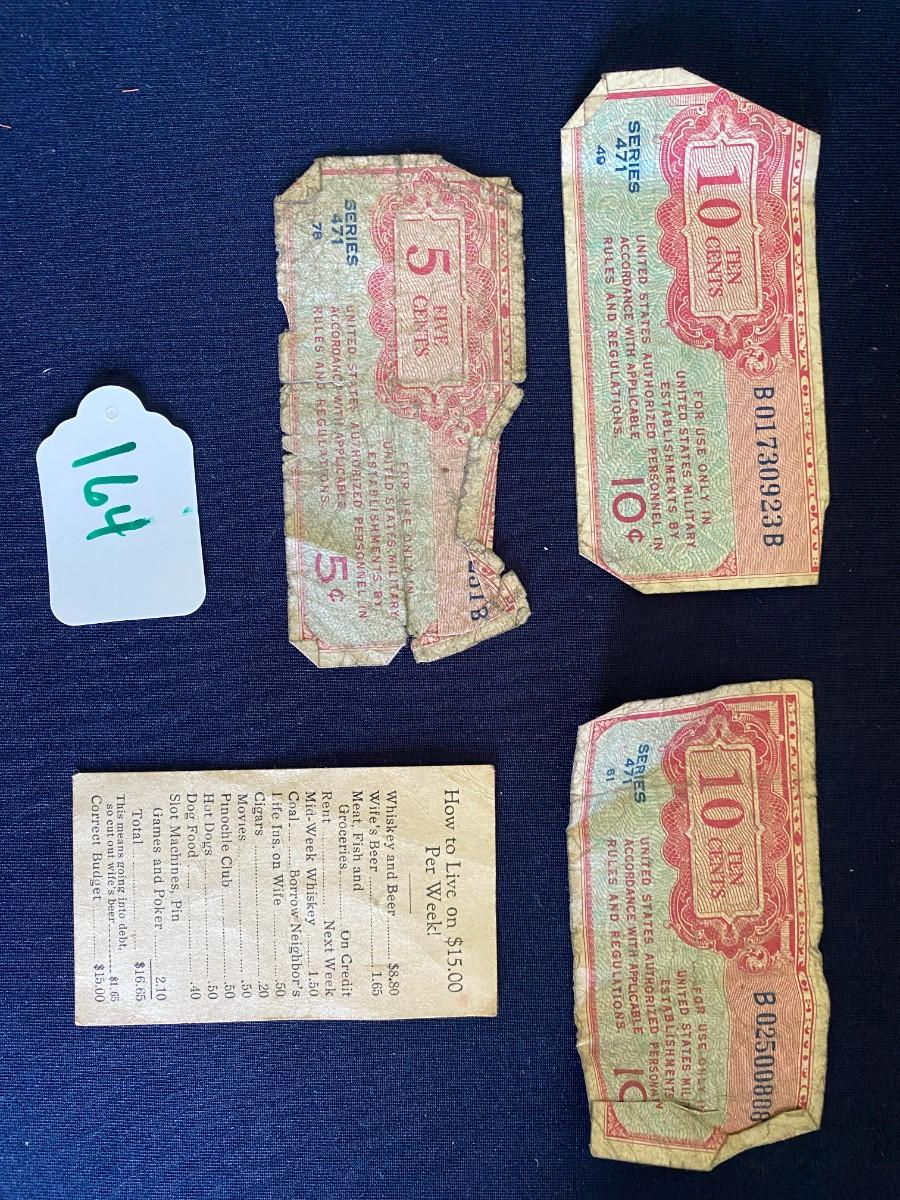 SERIES
471
49
10
TEN
CENTS
B01730923B
FOR USE ONLY IN
UNITED STATES MILITARY
ESTABLISHMENTS BY
UNITED STATES AUTHORIZED PERSONNEL IN
ACCORDANCE WITH APPLICABLE
RULES AND REGULATIONS.
10¢
SERIES
471
78
5
FIVE
CENTS
31B
FOR USE ONLY IN
UNITED STATES MILITARY
ESTABLISHMENTS BY
UNITED STATES AUTHORIZED PERSONNEL IN
ACCORDANCE WITH APPLICABLE
RULES AND REGULATIONS.
5¢
SERIES
471
61
10
TEN
CENTS
B02500808
FOR USE ONLY
UNITED STATES MIL
ESTABLISHMENTS
UNITED STATES AUTHORIZED PERSONN
ACCORDANCE WITH APPLICABLE
RULES AND REGULATIONS.
164
How to Live on $15.00
Per Week!
Whiskey and Beer $8.80
Wife's Beer 1.65
Meat, Fish and
Groceries On Credit
Rent Next Week
Mid-Week Whiskey 1.50
Coal Borrow Neighbor's
Life Ins. on Wife .50
Cigars .20
Movies .50
Pinochle Club .50
Hot Dogs .50
Dog Food .40
Slot Machines, Pin
Games and Poker 2.10
Total $16.65
This means going into debt,
so cut out wife's beer $1.65
Correct Budget $15.00